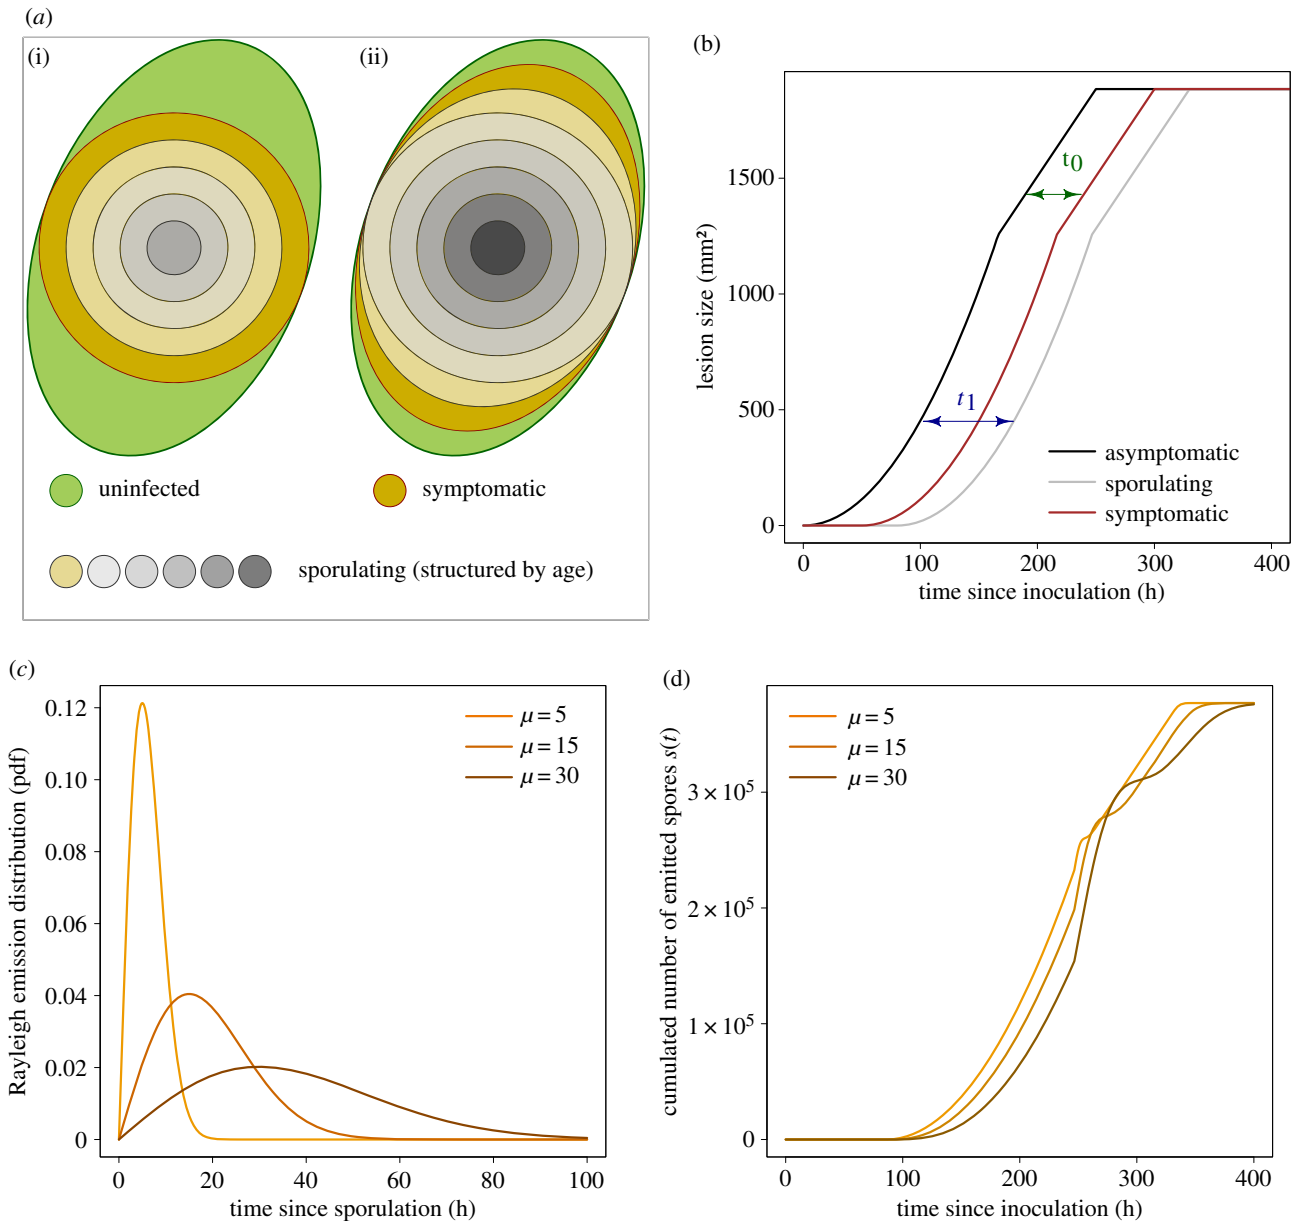 (a)
(i)
(ii)
uninfected
symptomatic
sporulating (structured by age)
(b)
lesion size (mm²)
1500
1000
500
0
t0
t1
asymptomatic
sporulating
symptomatic
0 100 200 300 400
time since inoculation (h)
(c)
Rayleigh emission distribution (pdf)
0.12
0.10
0.08
0.06
0.04
0.02
0
μ = 5
μ = 15
μ = 30
0 20 40 60 80 100
time since sporulation (h)
(d)
cumulated number of emitted spores s(t)
3 × 10⁵
2 × 10⁵
1 × 10⁵
0
μ = 5
μ = 15
μ = 30
0 100 200 300 400
time since inoculation (h)